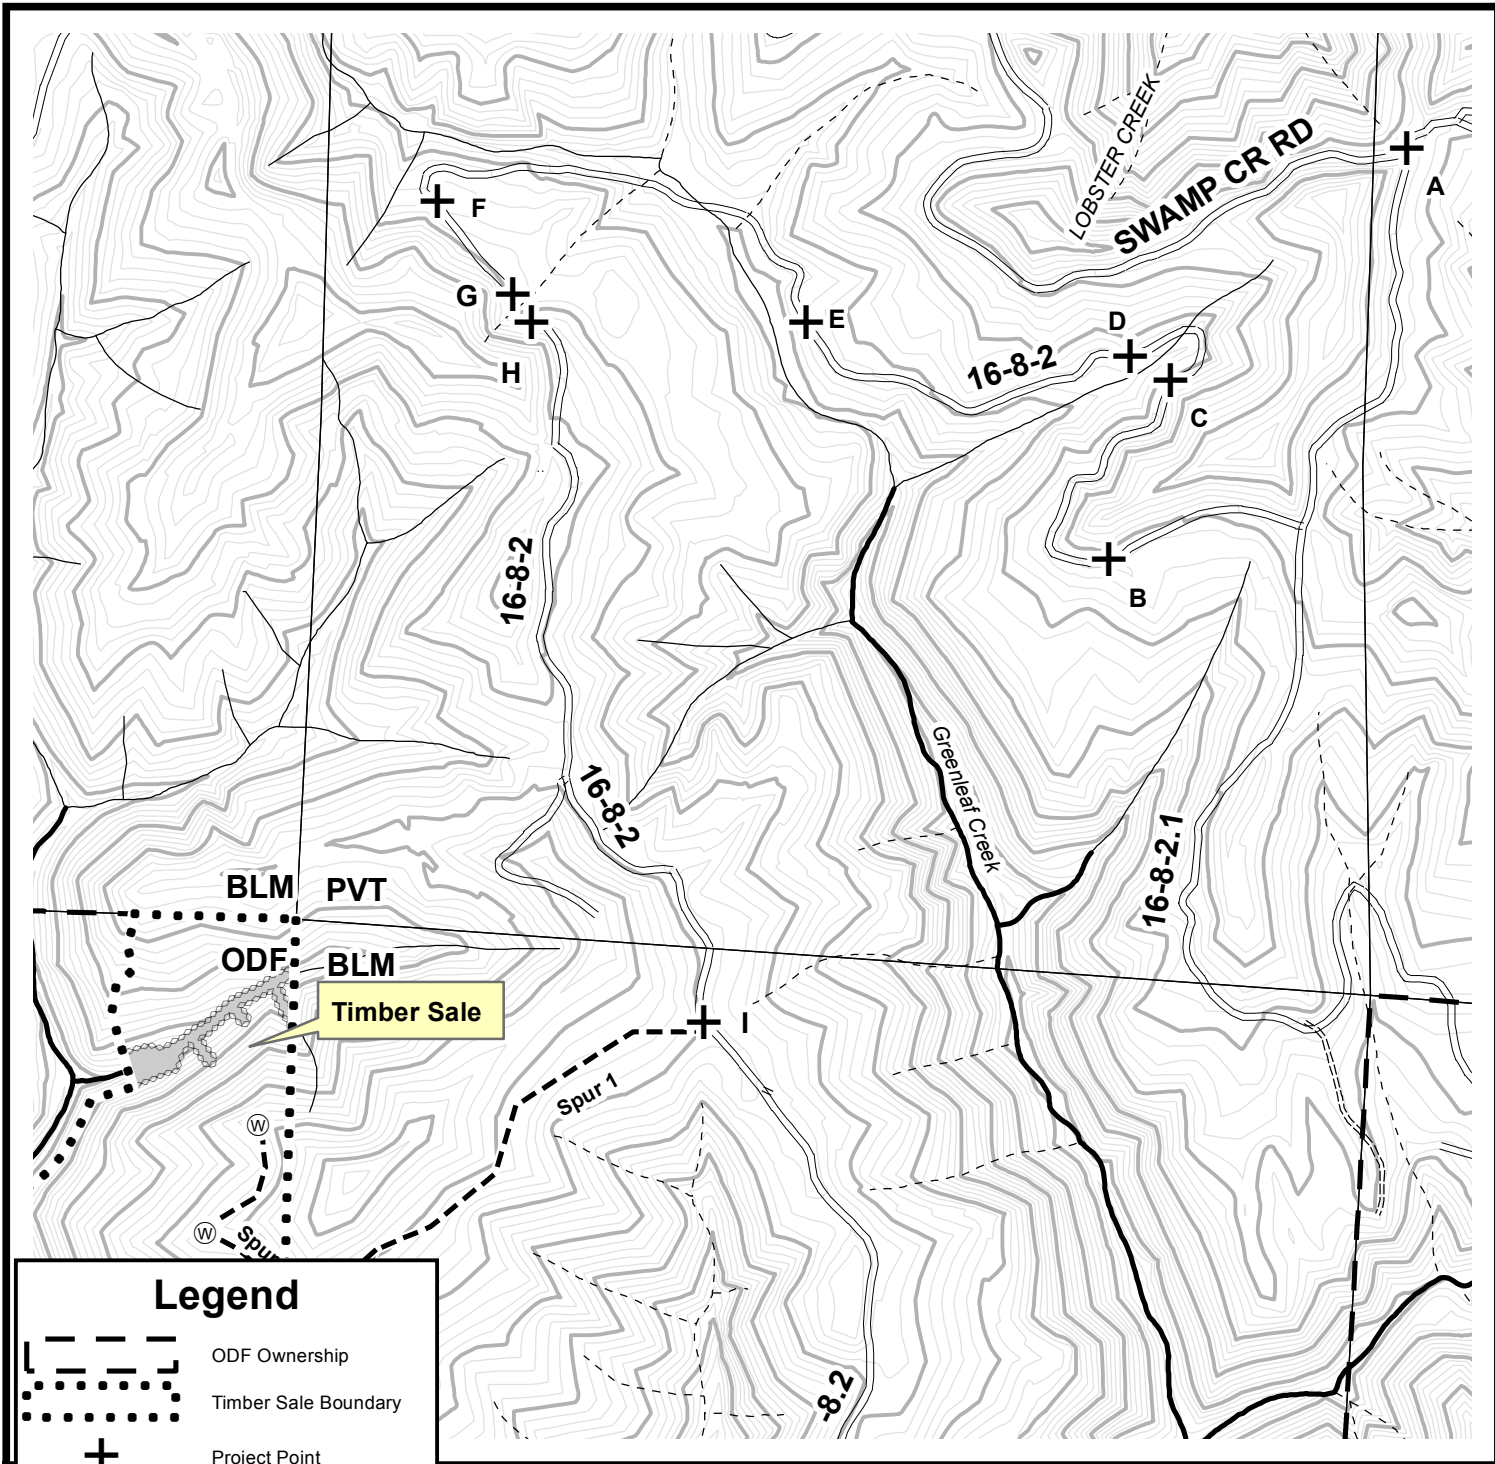 LOBSTER CREEK
SWAMP CR RD
A
F
G
H
E
D
16-8-2
C
B
16-8-2
16-8-2
Greenleaf Creek
16-8-2.1
BLM PVT
ODF BLM
Timber Sale
I
Spur 1
W
W
Spur
-8.2
Legend
ODF Ownership
Timber Sale Boundary
Project Point